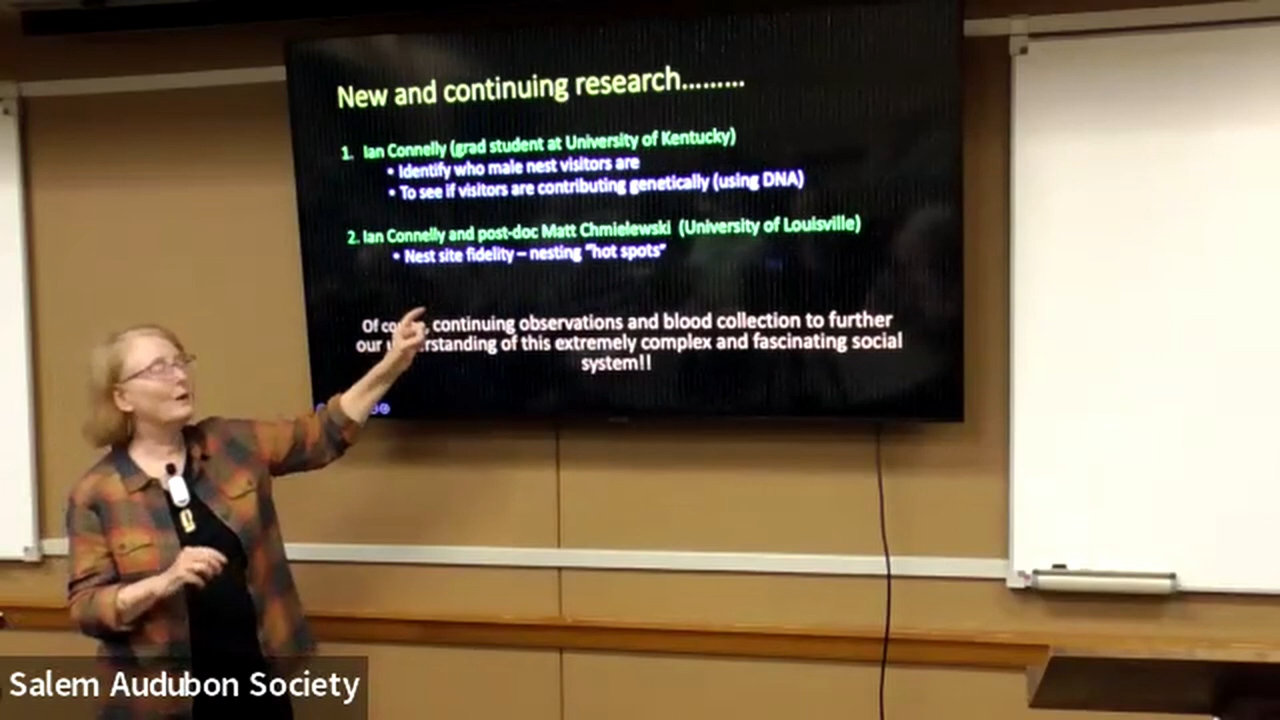 New and continuing research.........
1. Ian Connelly (grad student at University of Kentucky)
• Identify who male nest visitors are
• To see if visitors are contributing genetically (using DNA)
2. Ian Connelly and post-doc Matt Chmielewski (University of Louisville)
• Nest site fidelity – nesting "hot spots"
Of continuing observations and blood collection to further
our of this extremely complex and fascinating social
system!!
Salem Audubon Society